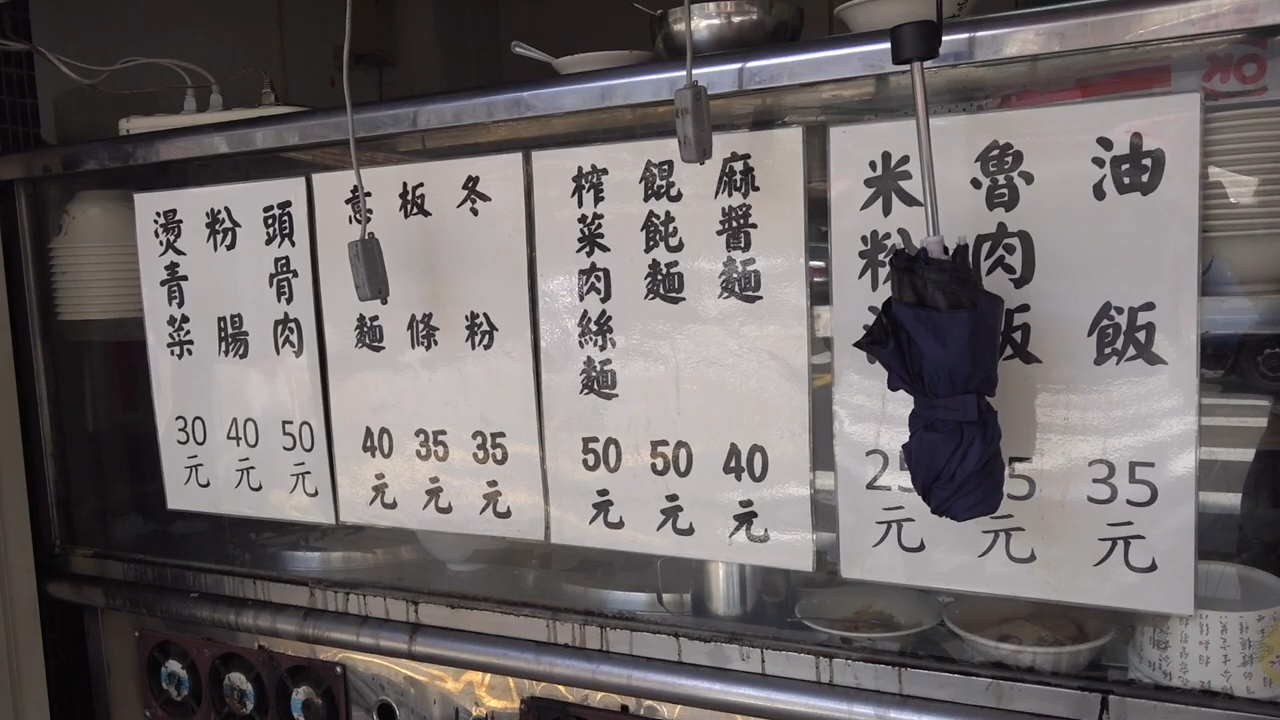 油飯 35元
魯肉飯 5元
米粉 25元
麻醬麵 40元
餛飩麵 50元
榨菜肉絲麵 50元
冬粉 35元
板條 35元
意麵 40元
頭骨肉 50元
粉腸 40元
燙青菜 30元